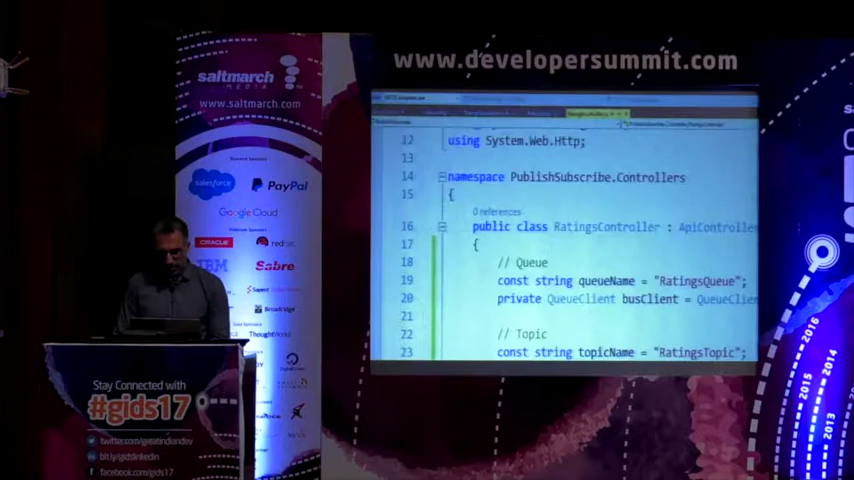 www.developersummit.com
saltmarch
MEDIA
www.saltmarch.com
salesforce
PayPal
Google Cloud
ORACLE
redhat
IBM
Sabre
Sapient
BroadRidge
ThoughtWorks
Stay Connected with
#gids17
twitter.com/greatindiandev
bit.ly/gidslinkedin
facebook.com/gids17
12 using System.Web.Http;
13
14 namespace PublishSubscribe.Controllers
15 {
0 references
16 public class RatingsController : ApiController
17 {
18 // Queue
19 const string queueName = "RatingsQueue";
20 private QueueClient busClient = QueueClien
21
22 // Topic
23 const string topicName = "RatingsTopic";
2016
2015
2014
2013